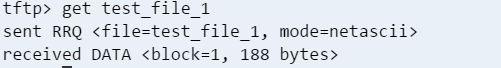 tftp> get test_file_1
sent RRQ <file=test_file_1, mode=netascii>
received DATA <block=1, 188 bytes>